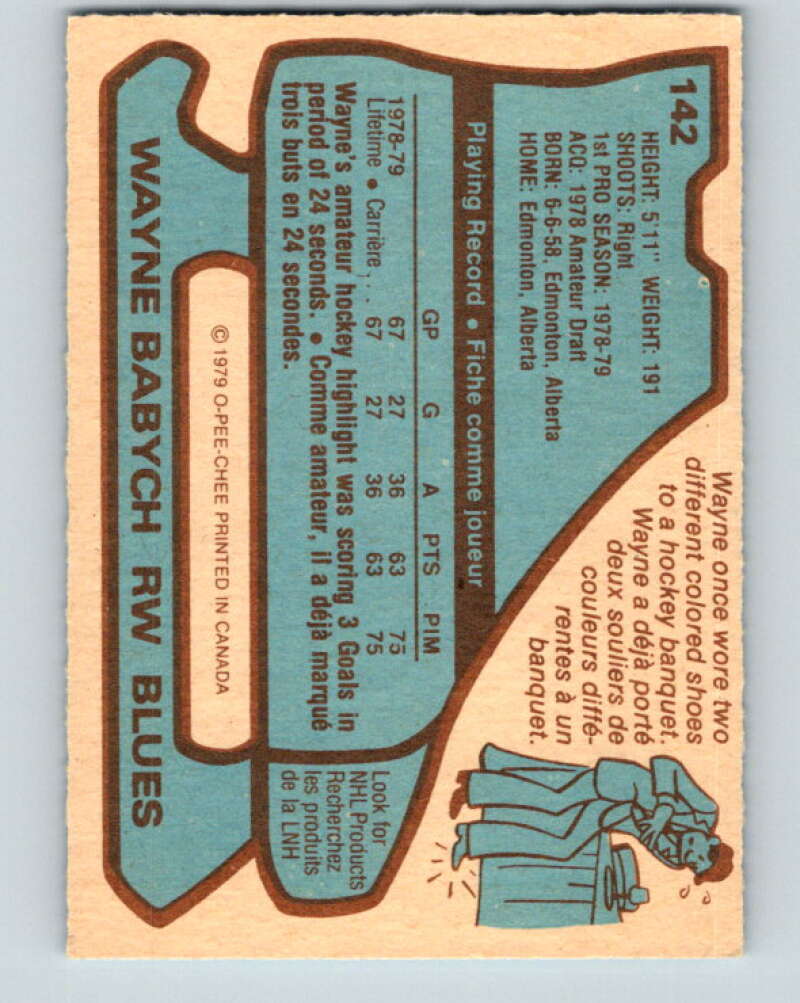 142
HEIGHT: 5'11" WEIGHT: 191
SHOOTS: Right
1st PRO SEASON: 1978-79
ACQ: 1978 Amateur Draft
BORN: 6-6-58, Edmonton, Alberta
HOME: Edmonton, Alberta
Wayne once wore two
different colored shoes
to a hockey banquet.
Wayne a déjà porté
deux souliers de
couleurs diffé-
rentes à un
banquet.
Playing Record • Fiche comme joueur
GP G A PTS PIM
1978-79 67 27 36 63 75
Lifetime • Carrière . . 67 27 36 63 75
Wayne's amateur hockey highlight was scoring 3 Goals in
period of 24 seconds. • Comme amateur, il a déjà marqué
trois buts en 24 secondes.
Look for
NHL Products
Recherchez
les produits
de la LNH
© 1979 O-PEE-CHEE PRINTED IN CANADA
WAYNE BABYCH RW BLUES